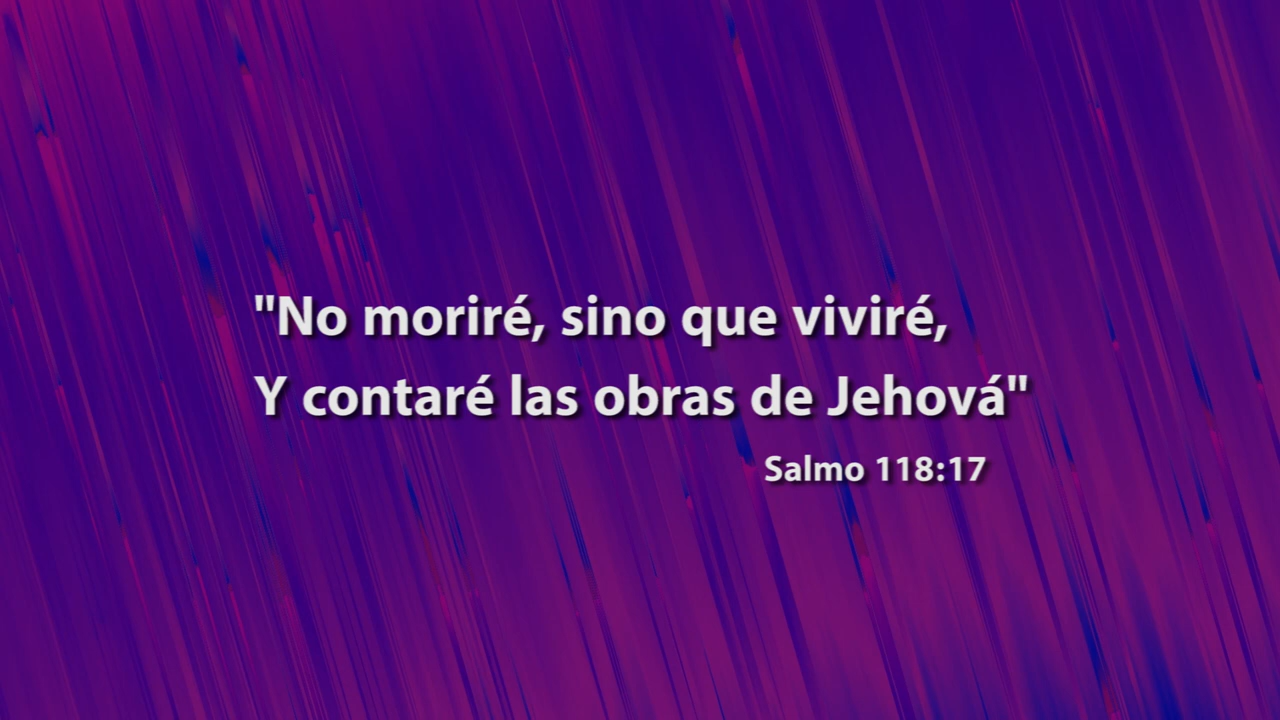 "No moriré, sino que viviré,
Y contaré las obras de Jehová"
Salmo 118:17